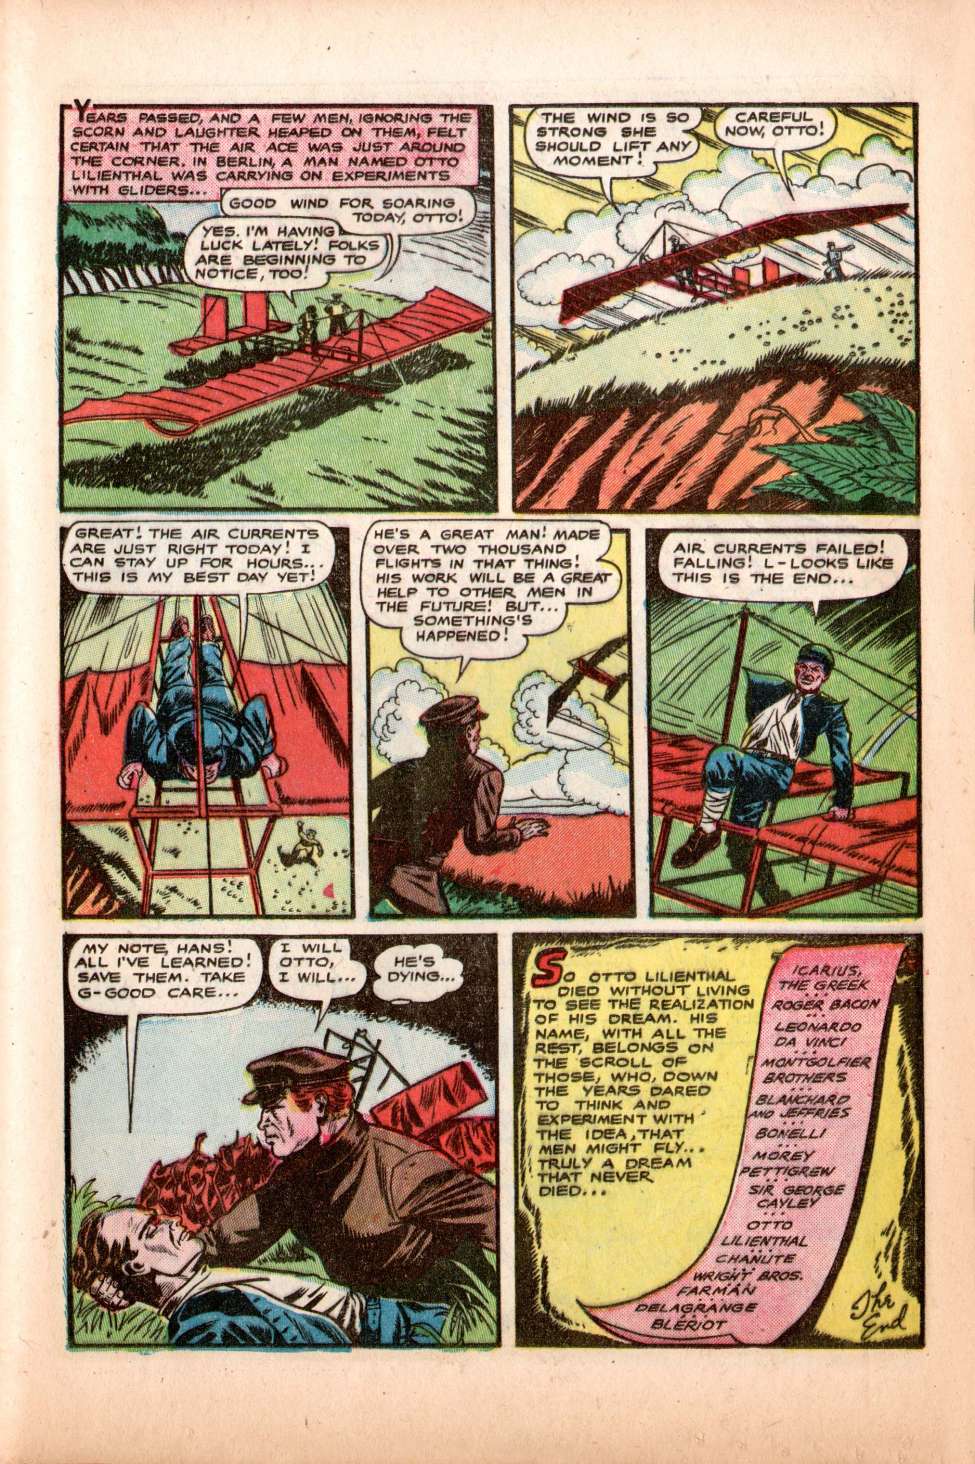 YEARS PASSED, AND A FEW MEN, IGNORING THE
SCORN AND LAUGHTER HEAPED ON THEM, FELT
CERTAIN THAT THE AIR ACE WAS JUST AROUND
THE CORNER. IN BERLIN, A MAN NAMED OTTO
LILIENTHAL WAS CARRYING ON EXPERIMENTS
WITH GLIDERS...
GOOD WIND FOR SOARING
TODAY, OTTO!
YES. I'M HAVING
LUCK LATELY! FOLKS
ARE BEGINNING TO
NOTICE, TOO!
THE WIND IS SO
STRONG SHE
SHOULD LIFT ANY
MOMENT!
CAREFUL
NOW, OTTO!
GREAT! THE AIR CURRENTS
ARE JUST RIGHT TODAY! I
CAN STAY UP FOR HOURS...
THIS IS MY BEST DAY YET!
HE'S A GREAT MAN! MADE
OVER TWO THOUSAND
FLIGHTS IN THAT THING!
HIS WORK WILL BE A GREAT
HELP TO OTHER MEN IN
THE FUTURE! BUT...
SOMETHING'S
HAPPENED!
AIR CURRENTS FAILED!
FALLING! L-LOOKS LIKE
THIS IS THE END...
MY NOTE, HANS!
ALL I'VE LEARNED!
SAVE THEM. TAKE
G-GOOD CARE...
I WILL
OTTO,
I WILL...
HE'S
DYING...
SO OTTO LILIENTHAL
DIED WITHOUT LIVING
TO SEE THE REALIZATION
OF HIS DREAM. HIS
NAME, WITH ALL THE
REST, BELONGS ON
THE SCROLL OF
THOSE, WHO, DOWN
THE YEARS DARED
TO THINK AND
EXPERIMENT WITH
THE IDEA, THAT
MEN MIGHT FLY...
TRULY A DREAM
THAT NEVER
DIED...
ICARIUS,
THE GREEK
...
ROGER BACON
...
LEONARDO
DA VINCI
...
MONTGOLFIER
BROTHERS
...
BLANCHARD
AND JEFFRIES
...
BONELLI
...
MOREY
PETTIGREW
...
SIR GEORGE
CAYLEY
...
OTTO
LILIENTHAL
...
CHANUTE
...
WRIGHT BROS.
FARMAN
...
DELAGRANGE
...
BLERIOT
The
End